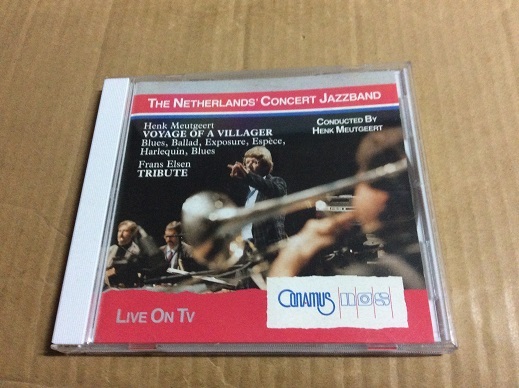 THE NETHERLANDS' CONCERT JAZZBAND
Henk Meutgeert
VOYAGE OF A VILLAGER
Blues, Ballad, Exposure, Espèce,
Harlequin, Blues
Frans Elsen
TRIBUTE
CONDUCTED BY
HENK MEUTGEERT
CANAMUS nos
LIVE ON TV